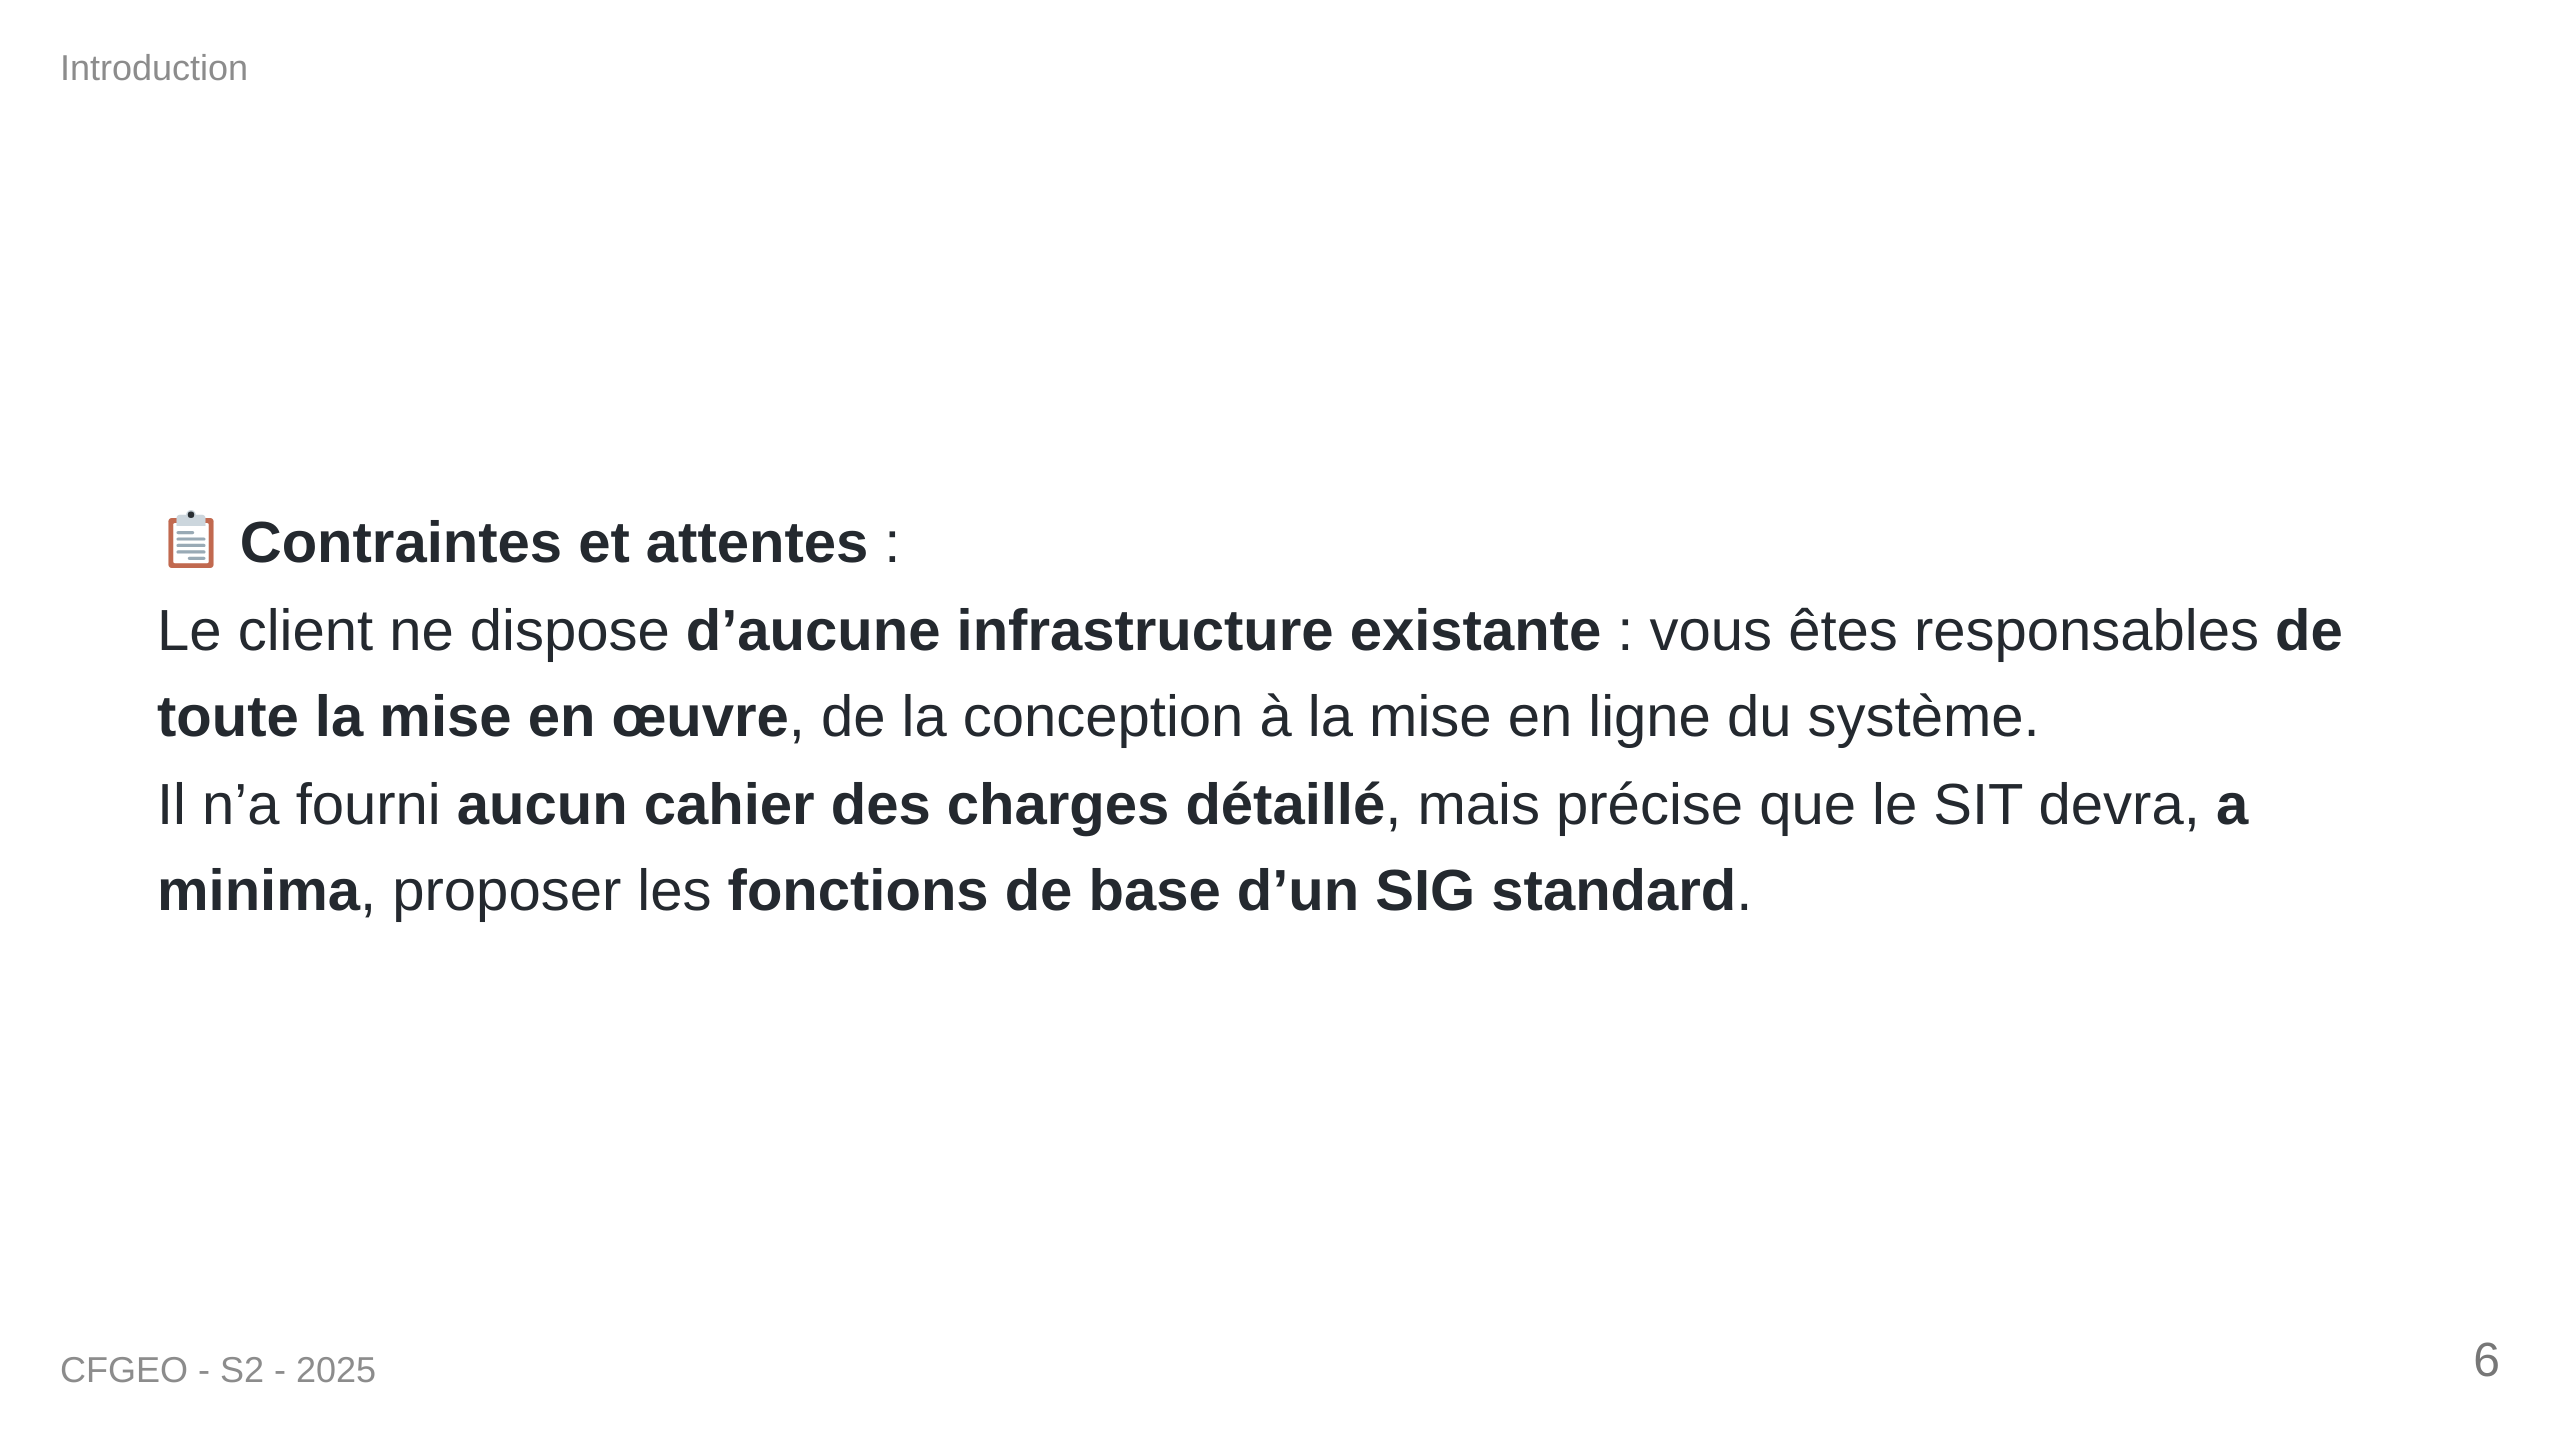 Introduction
📋 Contraintes et attentes :
Le client ne dispose d’aucune infrastructure existante : vous êtes responsables de
toute la mise en œuvre, de la conception à la mise en ligne du système.
Il n’a fourni aucun cahier des charges détaillé, mais précise que le SIT devra, a
minima, proposer les fonctions de base d’un SIG standard.
CFGEO - S2 - 2025
6